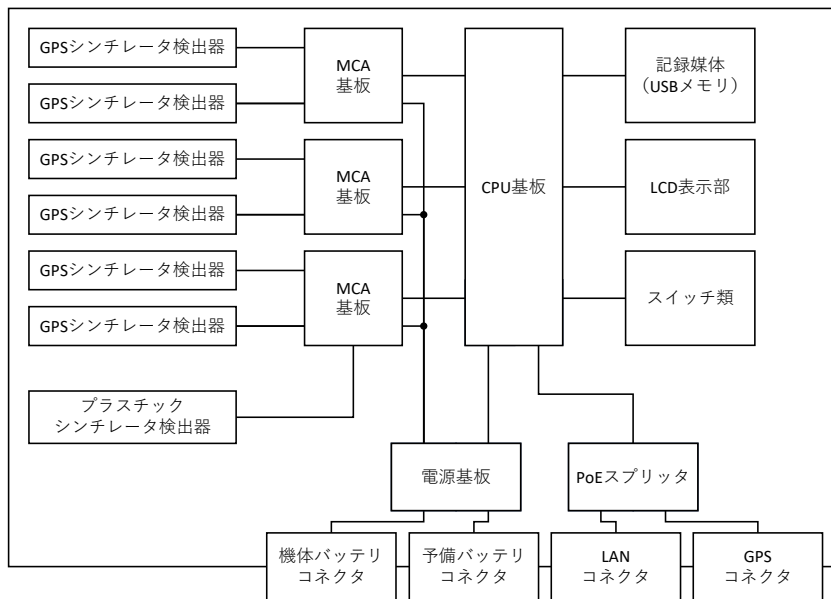 GPSシンチレータ検出器
GPSシンチレータ検出器
GPSシンチレータ検出器
GPSシンチレータ検出器
GPSシンチレータ検出器
GPSシンチレータ検出器
プラスチック
シンチレータ検出器
MCA
基板
MCA
基板
MCA
基板
CPU基板
記録媒体
（USBメモリ）
LCD表示部
スイッチ類
電源基板
PoEスプリッタ
機体バッテリ
コネクタ
予備バッテリ
コネクタ
LAN
コネクタ
GPS
コネクタ